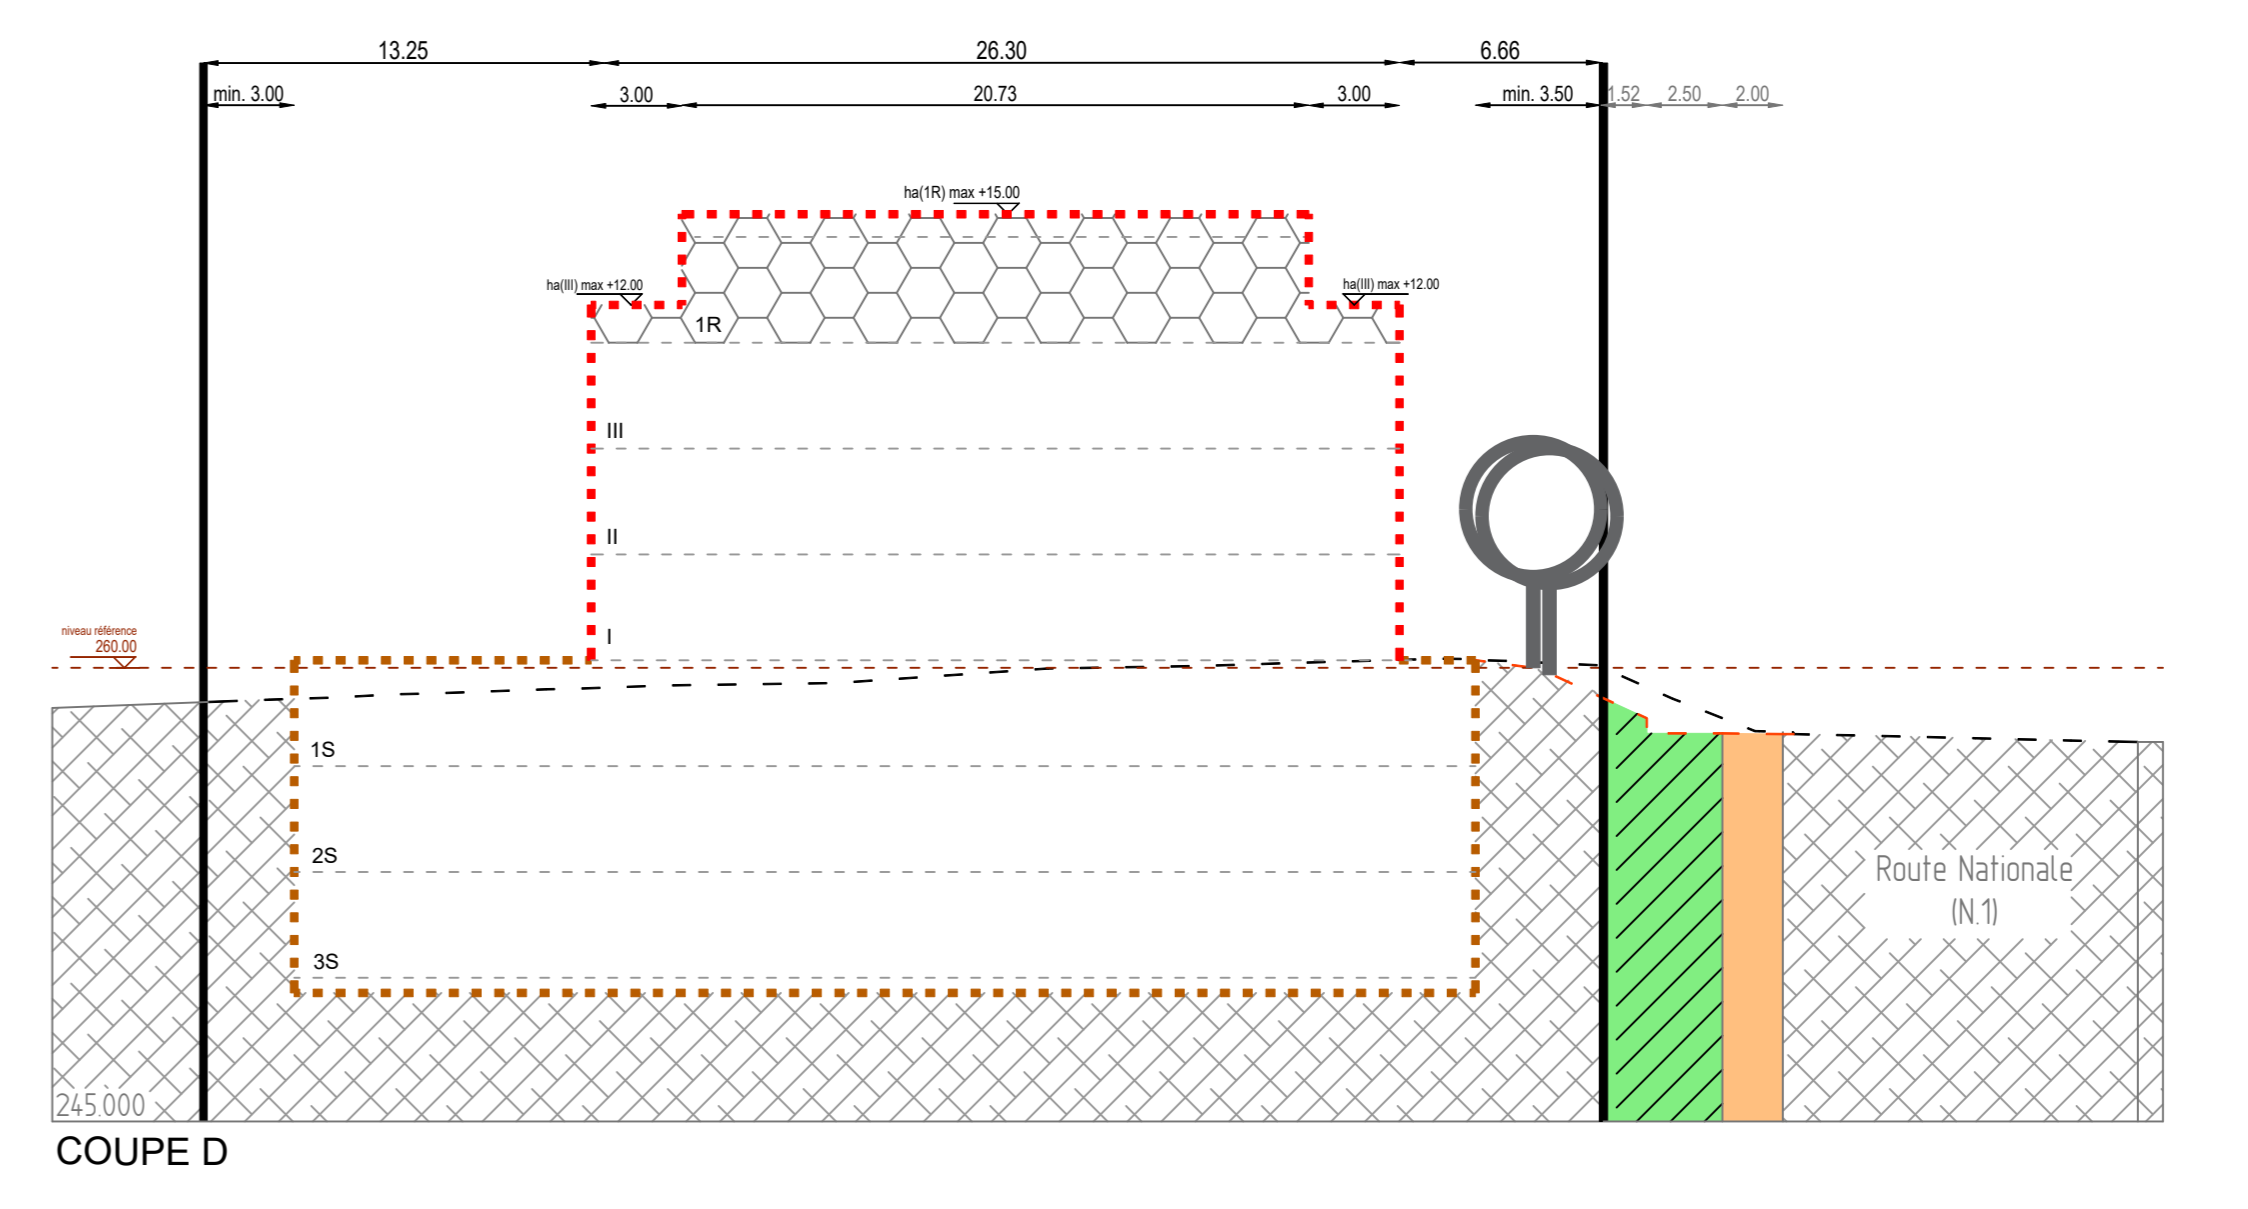 13.25
26.30
6.66
min. 3.00
3.00
20.73
3.00
min. 3.50
1.52
2.50
2.00
ha(1R) max +15.00
ha(III) max +12.00
ha(III) max +12.00
1R
III
II
I
niveau référence
260.00
1S
2S
3S
Route Nationale
(N.1)
245.000
COUPE D